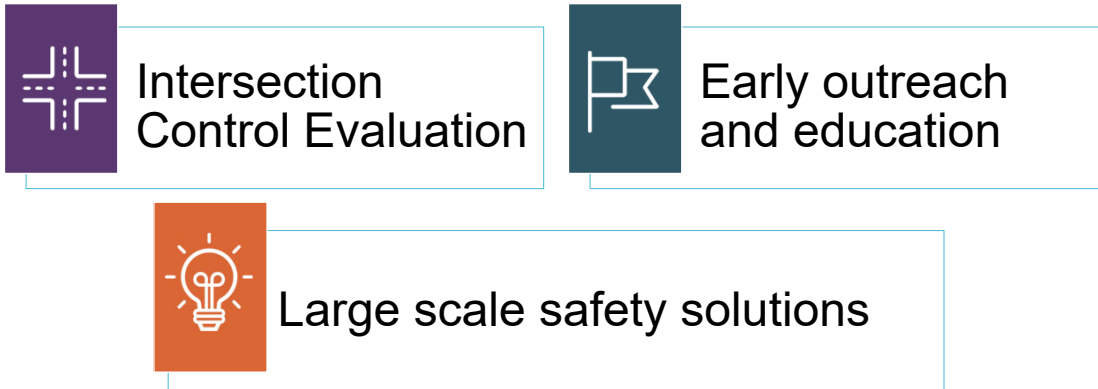 Intersection
Control Evaluation
Early outreach
and education
Large scale safety solutions